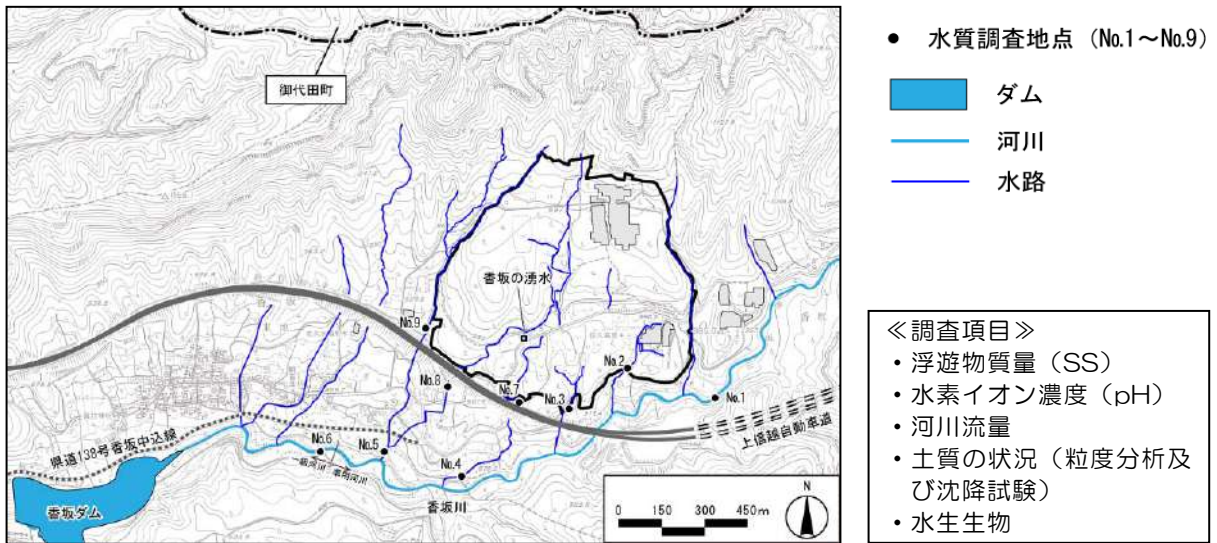 御代田町
香坂の湧水
No.9
No.2
No.8
No.7
No.3
No.1
上信越自動車道
No.6
No.5
No.4
県道138号香坂中込線
香坂川
香坂ダム
N
0 150 300 450m
● 水質調査地点（No.1～No.9）
ダム
河川
水路
≪調査項目≫
・浮遊物質量（SS）
・水素イオン濃度（pH）
・河川流量
・土質の状況（粒度分析及
び沈降試験）
・水生生物